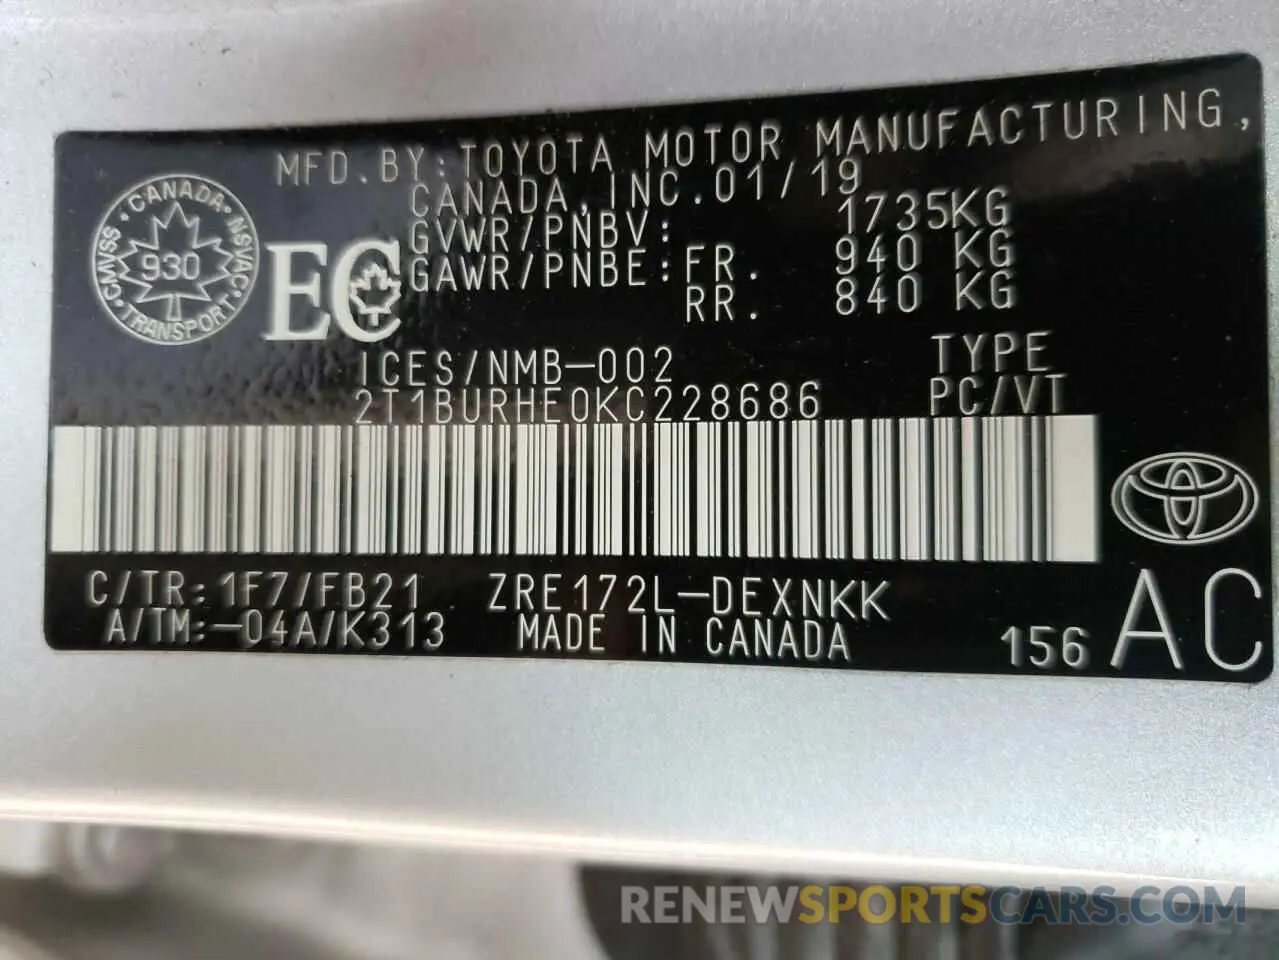 MFD.BY:TOYOTA MOTOR MANUFACTURING,
CANADA,INC.01/19
GVWR/PNBV: 1735KG
GAWR/PNBE:FR. 940 KG
RR. 840 KG
CANADA·NSVAC·TRANSPORT·CMVSS·
930
EC
ICES/NMB-002
TYPE
2T1BURHE0KC228686
PC/VT
C/TR:1F7/FB21 ZRE172L-DEXNKK
A/TM:-04A/K313 MADE IN CANADA
156 AC
RENEWSPORTSCARS.COM